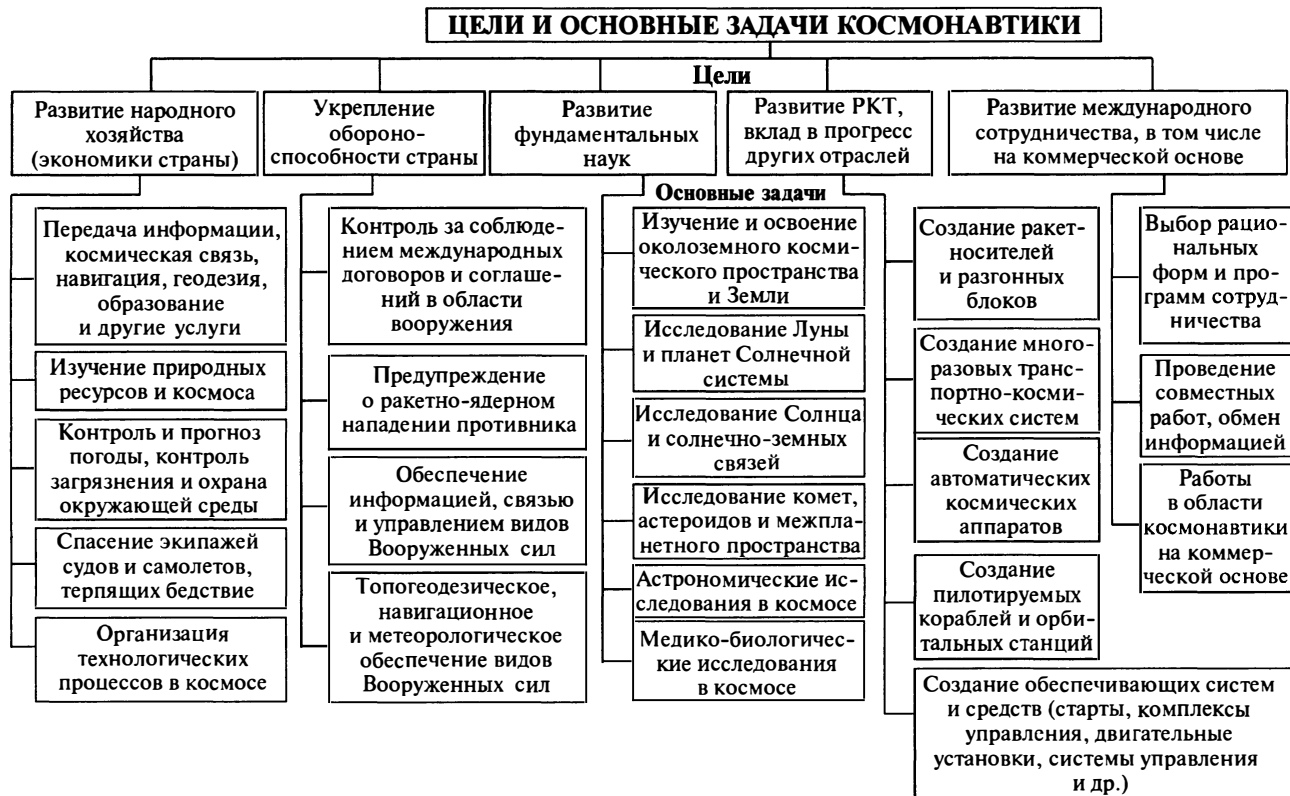 ЦЕЛИ И ОСНОВНЫЕ ЗАДАЧИ КОСМОНАВТИКИ
Цели
Развитие народного
хозяйства
(экономики страны)
Укрепление
обороно-
способности страны
Развитие
фундаментальных
наук
Развитие РКТ,
вклад в прогресс
других отраслей
Развитие международного
сотрудничества, в том числе
на коммерческой основе
Основные задачи
Передача информации,
космическая связь,
навигация, геодезия,
образование
и другие услуги
Изучение природных
ресурсов и космоса
Контроль и прогноз
погоды, контроль
загрязнения и охрана
окружающей среды
Спасение экипажей
судов и самолетов,
терпящих бедствие
Организация
технологических
процессов в космосе
Контроль за соблюде-
нием международных
договоров и соглаше-
ний в области
вооружения
Предупреждение
о ракетно-ядерном
нападении противника
Обеспечение
информацией, связью
и управлением видов
Вооруженных сил
Топогеодезическое,
навигационное
и метеорологическое
обеспечение видов
Вооруженных сил
Изучение и освоение
околоземного косми-
ческого пространства
и Земли
Исследование Луны
и планет Солнечной
системы
Исследование Солнца
и солнечно-земных
связей
Исследование комет,
астероидов и межпла-
нетного пространства
Астрономические ис-
следования в космосе
Медико-биологичес-
кие исследования
в космосе
Создание ракет-
носителей
и разгонных
блоков
Создание много-
разовых транс-
портно-косми-
ческих систем
Создание
автоматических
космических
аппаратов
Создание
пилотируемых
кораблей и орби-
тальных станций
Создание обеспечивающих систем
и средств (старты, комплексы
управления, двигательные
установки, системы управления
и др.)
Выбор рацио-
нальных
форм и про-
грамм сотруд-
ничества
Проведение
совместных
работ, обмен
информацией
Работы
в области
космонавтики
на коммер-
ческой основе